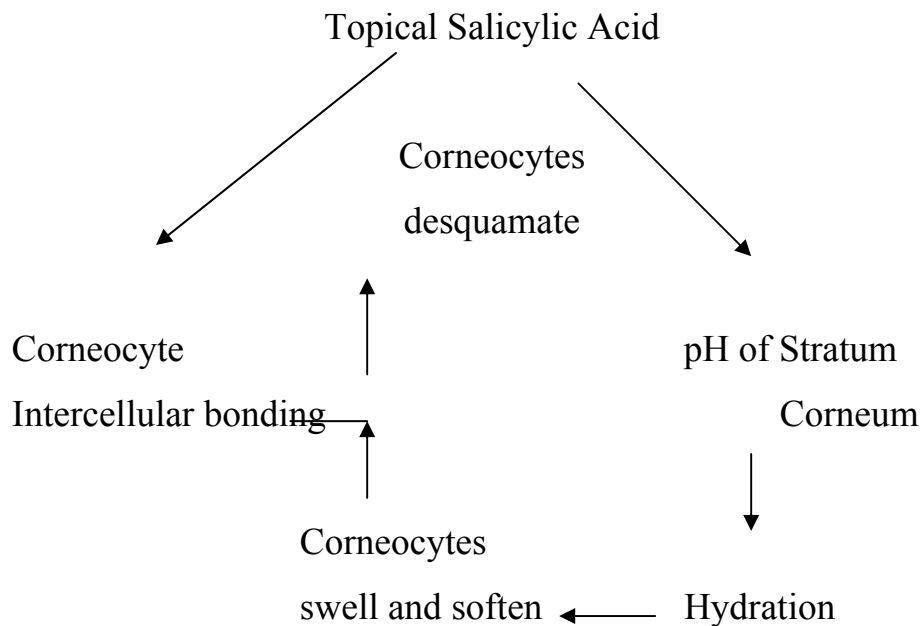 Topical Salicylic Acid
Corneocytes
desquamate
Corneocyte
Intercellular bonding
pH of Stratum
Corneum
Corneocytes
swell and soften
Hydration